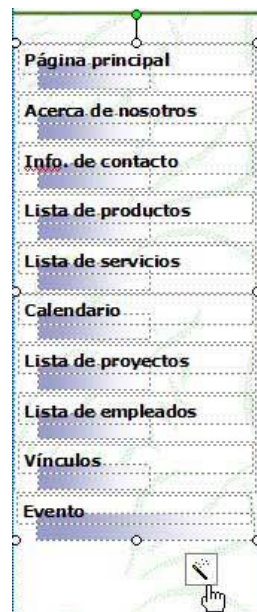 Página principal
Acerca de nosotros
Info. de contacto
Lista de productos
Lista de servicios
Calendario
Lista de proyectos
Lista de empleados
Vínculos
Evento